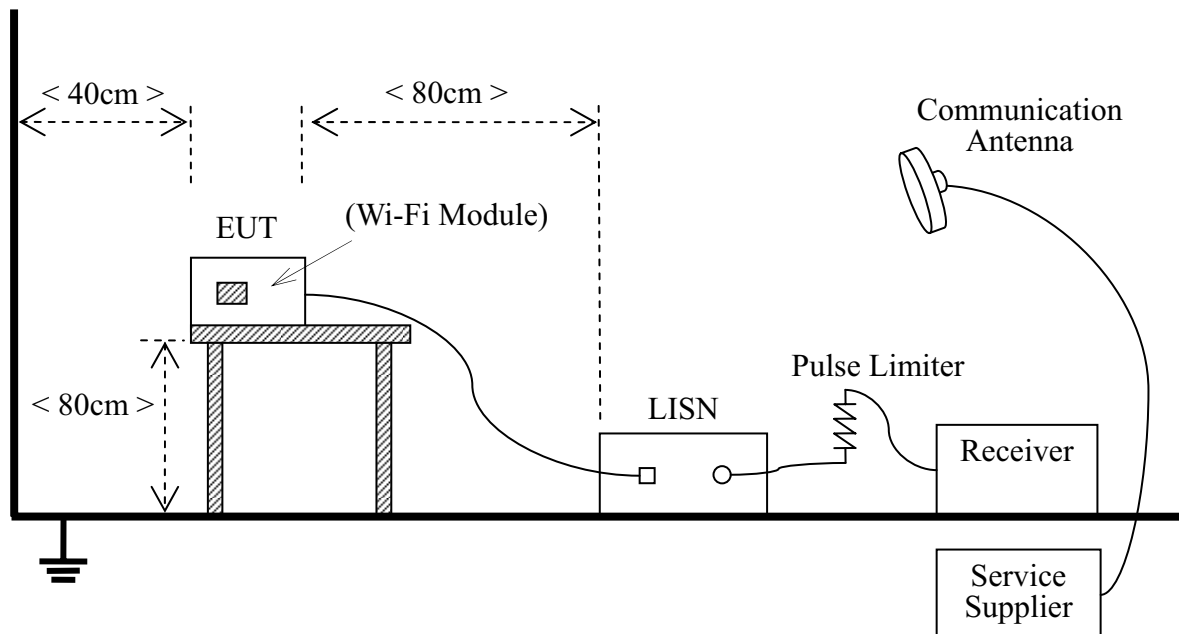 < 40cm >
< 80cm >
Communication
Antenna
(Wi-Fi Module)
EUT
Pulse Limiter
< 80cm >
LISN
Receiver
Service
Supplier